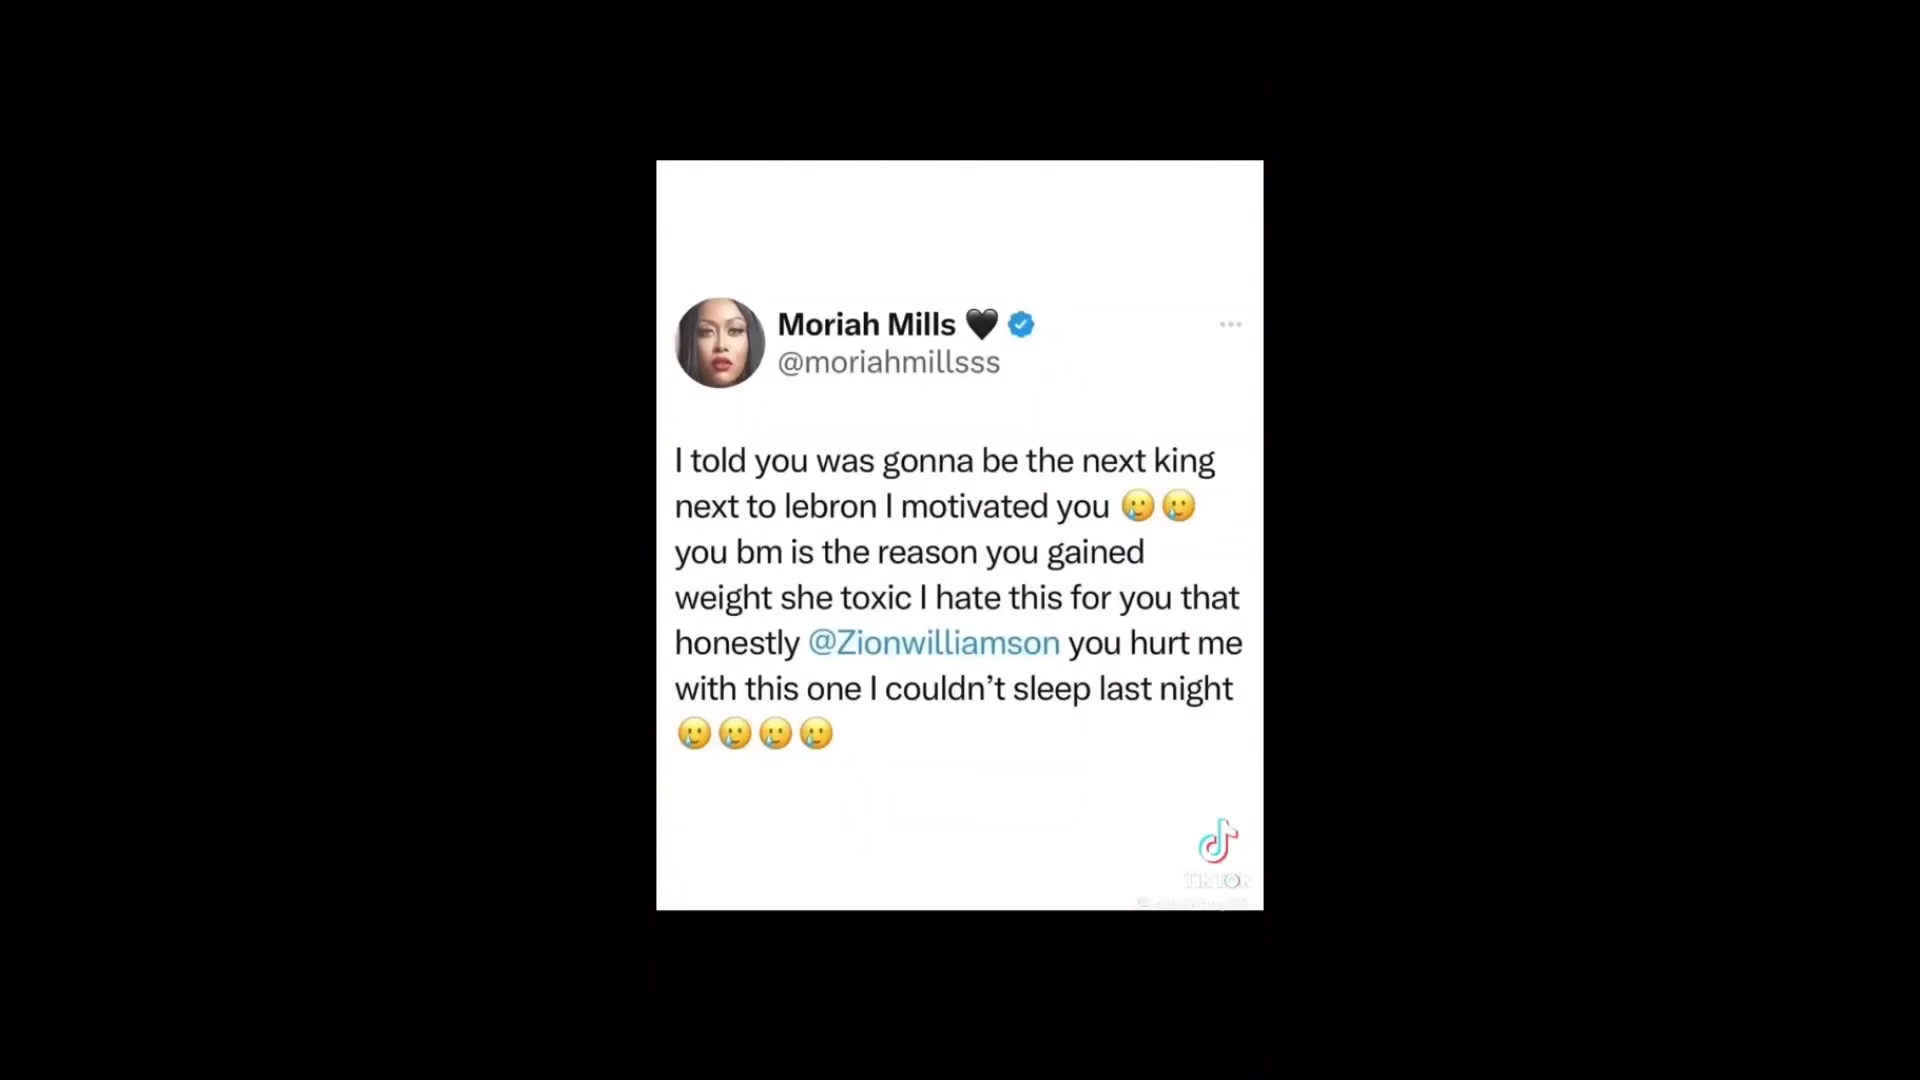 Moriah Mills 🖤
@moriahmillsss
I told you was gonna be the next king
next to lebron I motivated you 🥲🥲
you bm is the reason you gained
weight she toxic I hate this for you that
honestly @Zionwilliamson you hurt me
with this one I couldn’t sleep last night
🥲🥲🥲🥲
TikTok